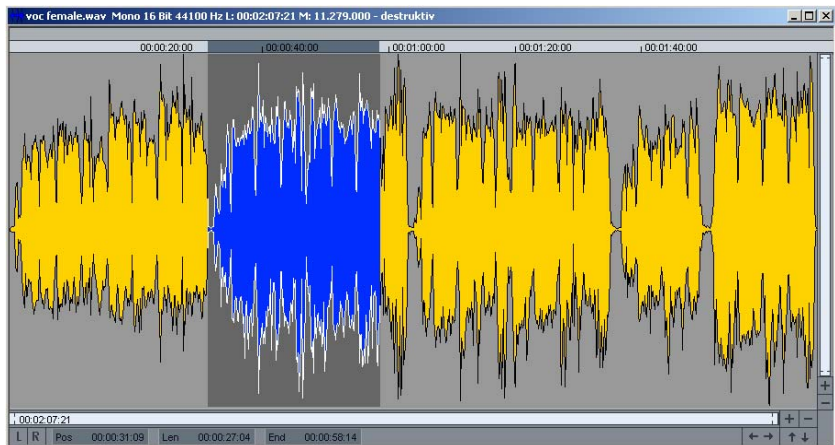 voc female.wav Mono 16 Bit 44100 Hz L: 00:02:07:21 M: 11.279.000 - destruktiv
00:00:20:00 00:00:40:00 00:01:00:00 00:01:20:00 00:01:40:00
00:02:07:21
L R Pos 00:00:31:09 Len 00:00:27:04 End 00:00:58:14